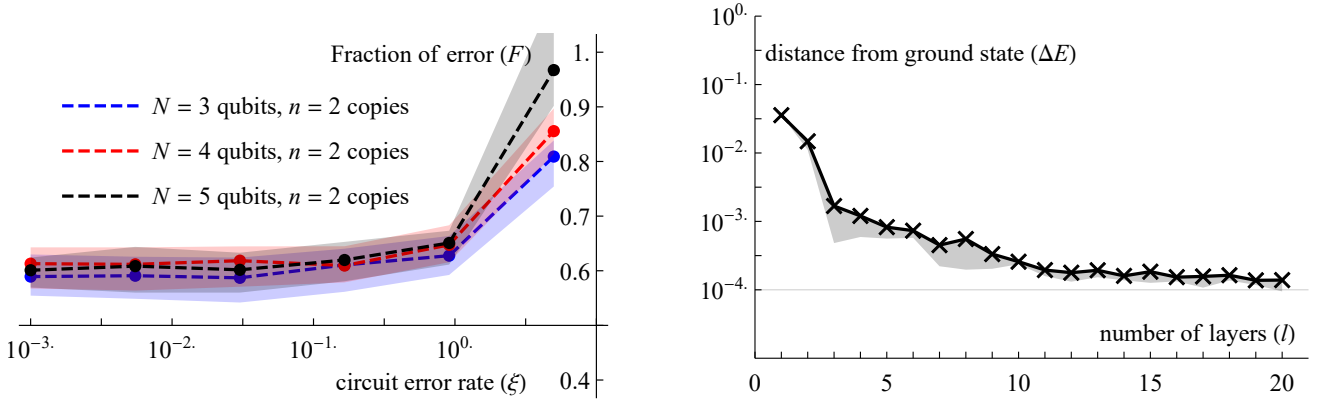 Fraction of error (F)
1.
0.9
0.8
0.7
0.6
0.4
N = 3 qubits, n = 2 copies
N = 4 qubits, n = 2 copies
N = 5 qubits, n = 2 copies
10^-3. 10^-2. 10^-1. 10^0.
circuit error rate (ξ)
10^0.
distance from ground state (ΔE)
10^-1.
10^-2.
10^-3.
10^-4.
number of layers (l)
0 5 10 15 20